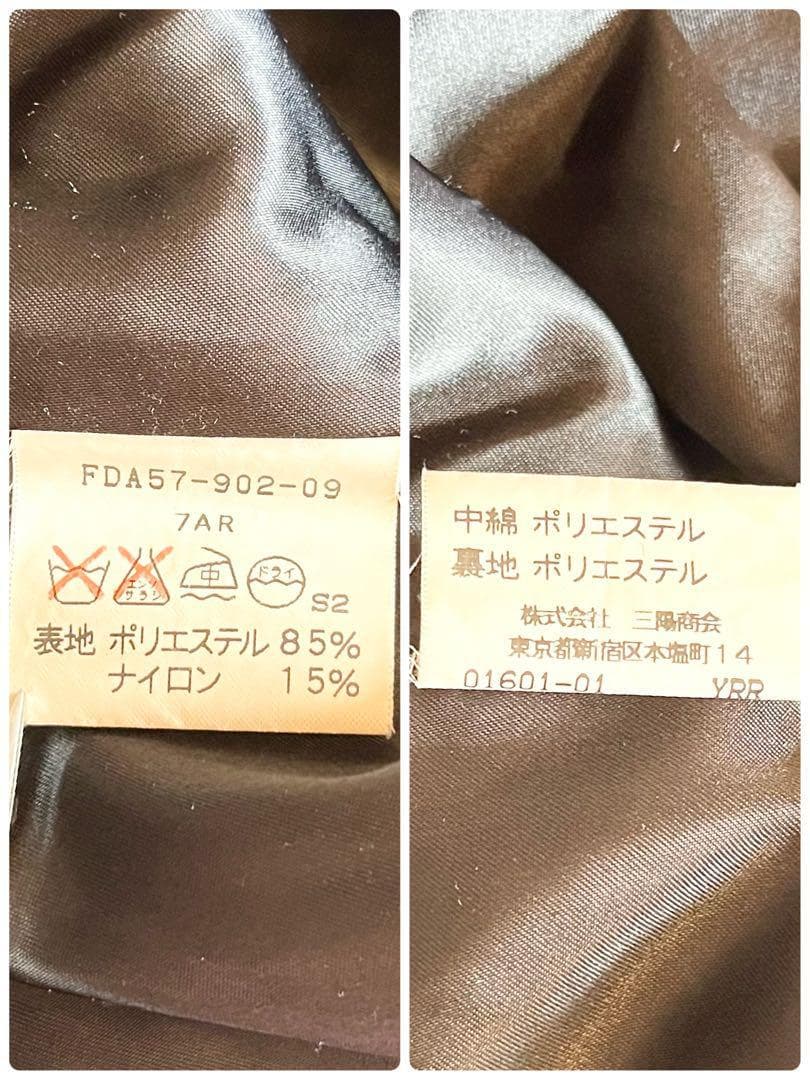 FDA57-902-09
7AR
エンソ
サラシ
中
ドライ
S2
表地 ポリエステル 85%
ナイロン 15%
中綿 ポリエステル
裏地 ポリエステル
株式会社 三陽商会
東京都新宿区本塩町14
01601-01 YRR